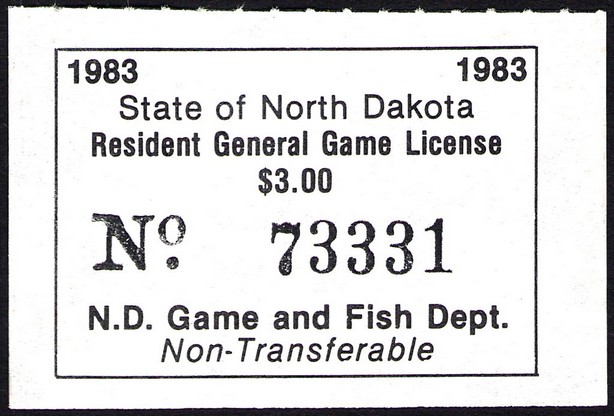 1983 1983
State of North Dakota
Resident General Game License
$3.00
Nº. 73331
N.D. Game and Fish Dept.
Non-Transferable